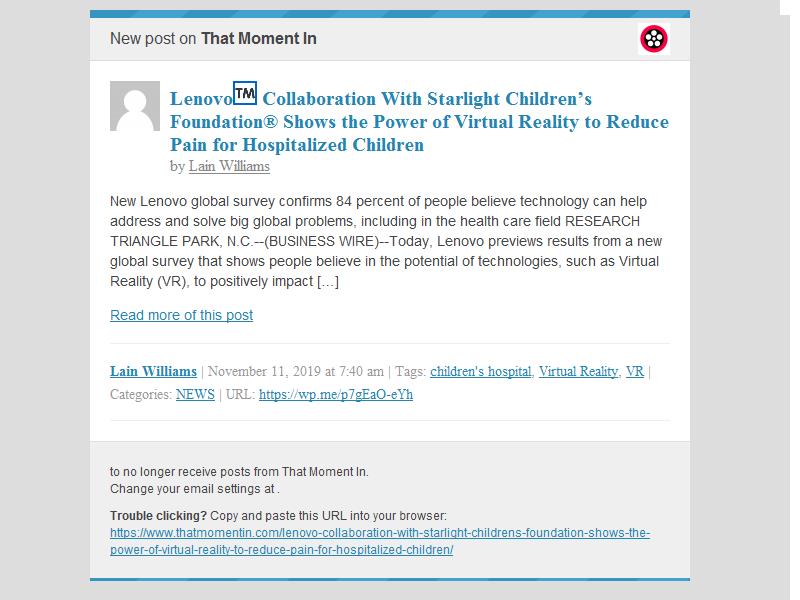 New post on That Moment In
Lenovo™ Collaboration With Starlight Children’s
Foundation® Shows the Power of Virtual Reality to Reduce
Pain for Hospitalized Children
by Lain Williams
New Lenovo global survey confirms 84 percent of people believe technology can help
address and solve big global problems, including in the health care field RESEARCH
TRIANGLE PARK, N.C.--(BUSINESS WIRE)--Today, Lenovo previews results from a new
global survey that shows people believe in the potential of technologies, such as Virtual
Reality (VR), to positively impact […]
Read more of this post
Lain Williams | November 11, 2019 at 7:40 am | Tags: children's hospital, Virtual Reality, VR |
Categories: NEWS | URL: https://wp.me/p7gEaO-eYh
to no longer receive posts from That Moment In.
Change your email settings at .
Trouble clicking? Copy and paste this URL into your browser:
https://www.thatmomentin.com/lenovo-collaboration-with-starlight-childrens-foundation-shows-the-
power-of-virtual-reality-to-reduce-pain-for-hospitalized-children/